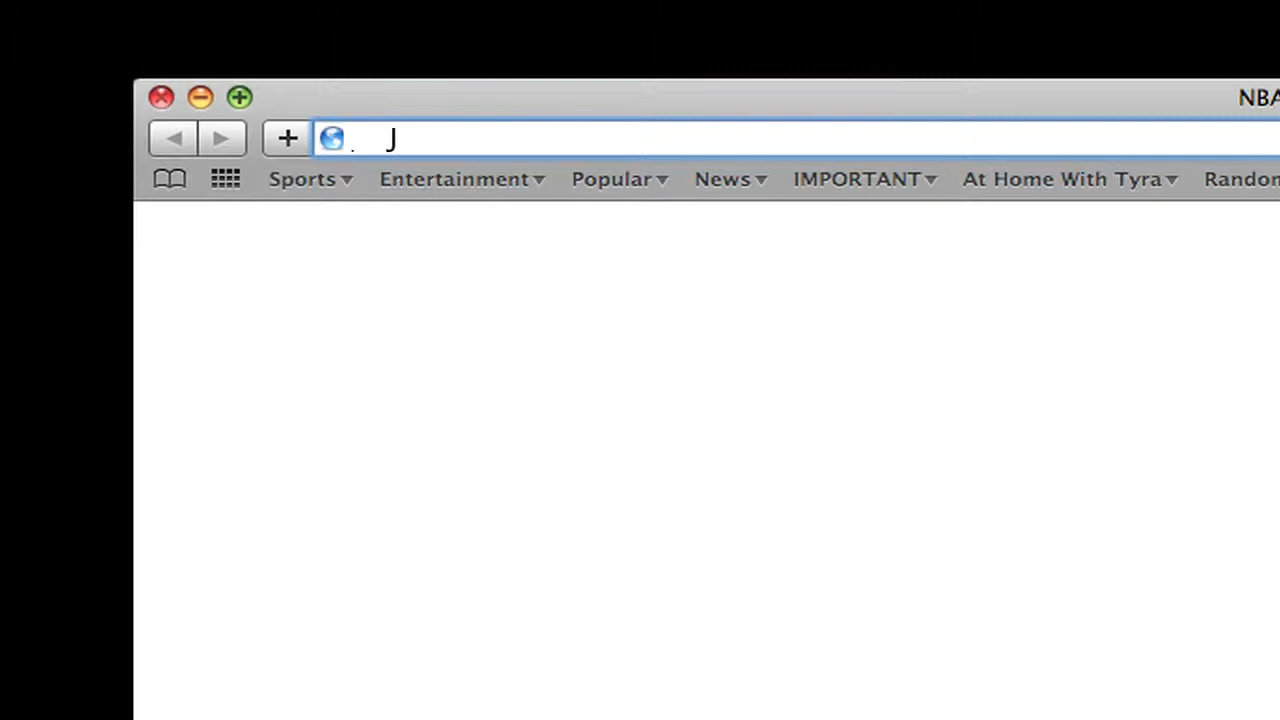 NBA
. J
Sports Entertainment Popular News IMPORTANT At Home With Tyra Random